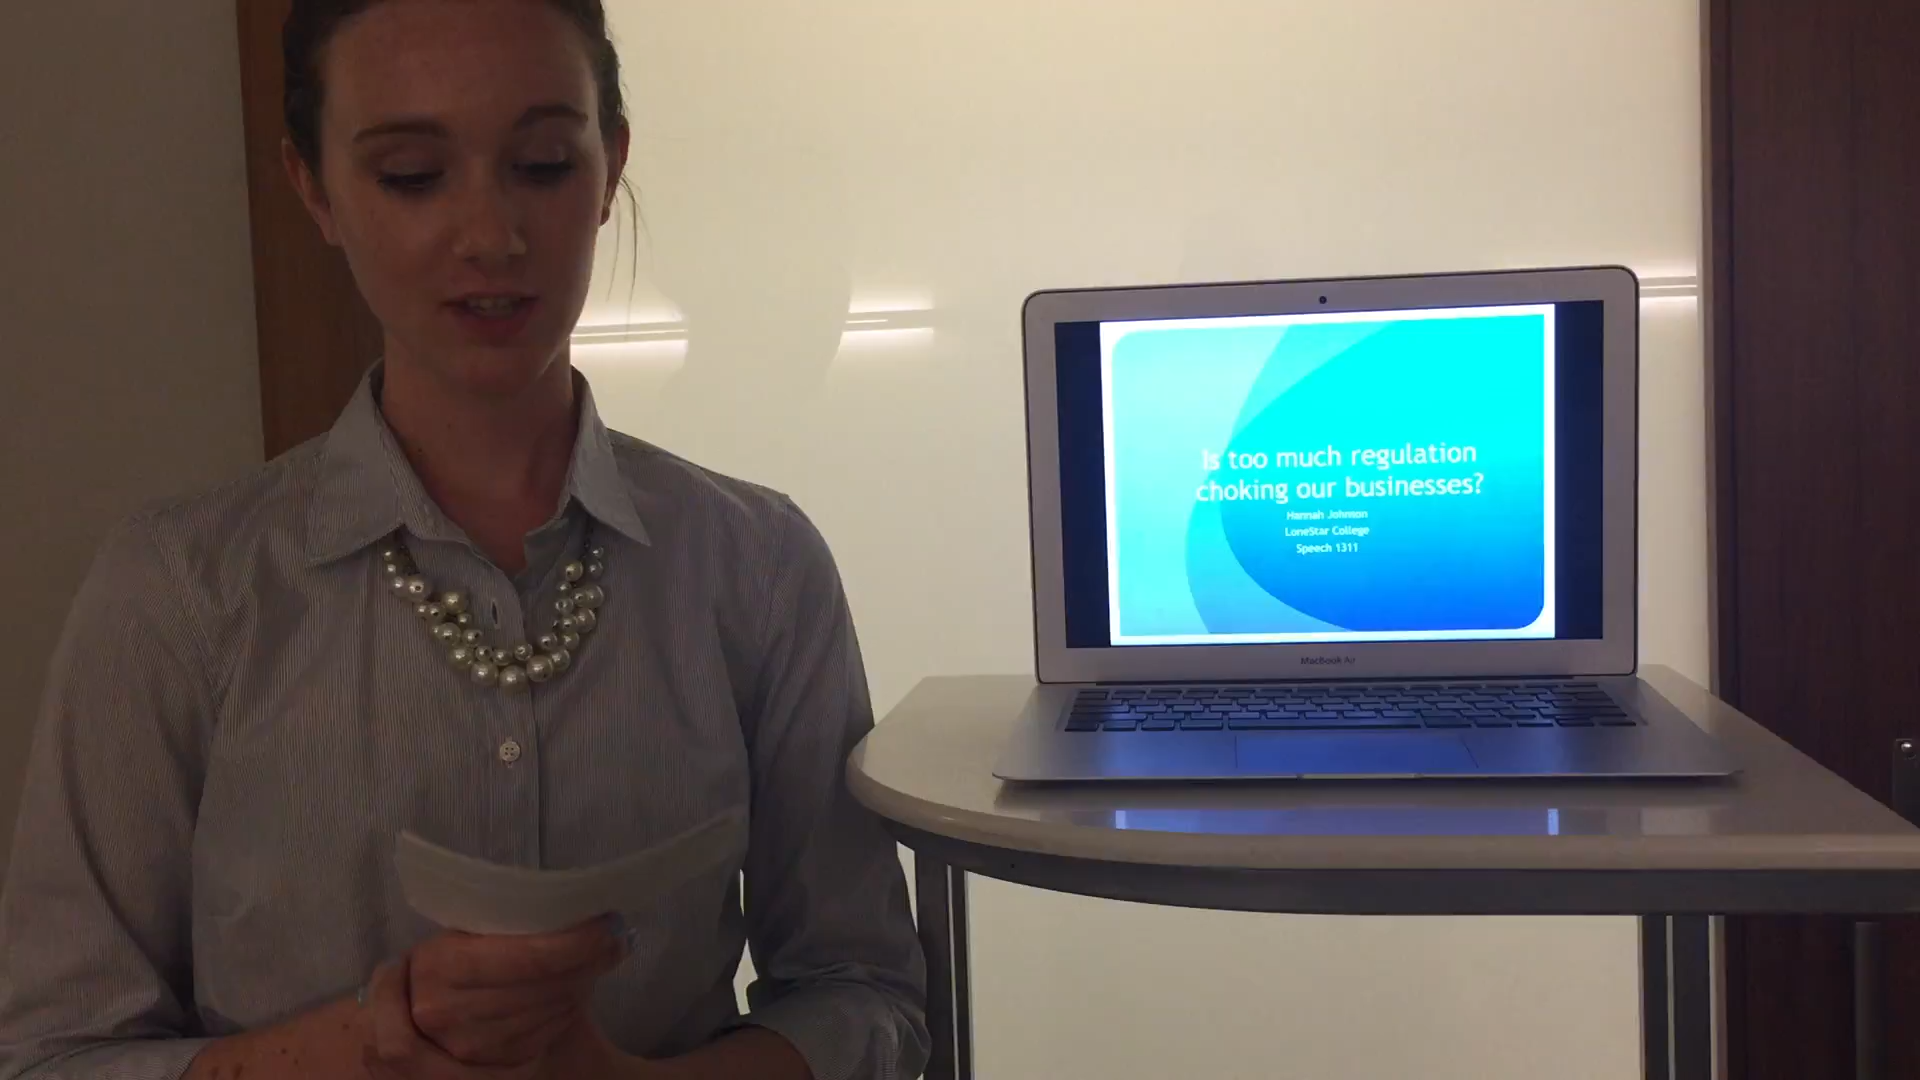 Is too much regulation
choking our businesses?
Hannah Johnson
LoneStar College
Speech 1311
MacBook Air